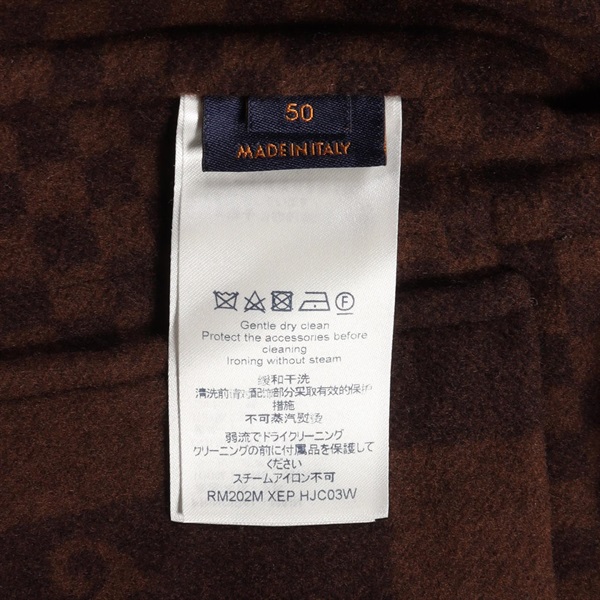 50
MADE IN ITALY
F
Gentle dry clean
Protect the accessories before
cleaning
Ironing without steam
缓和干洗
清洗前请对配饰部分采取有效的保护
措施
不可蒸汽熨烫
弱流でドライクリーニング
クリーニングの前に付属品を保護して
ください
スチームアイロン不可
RM202M XEP HJC03W